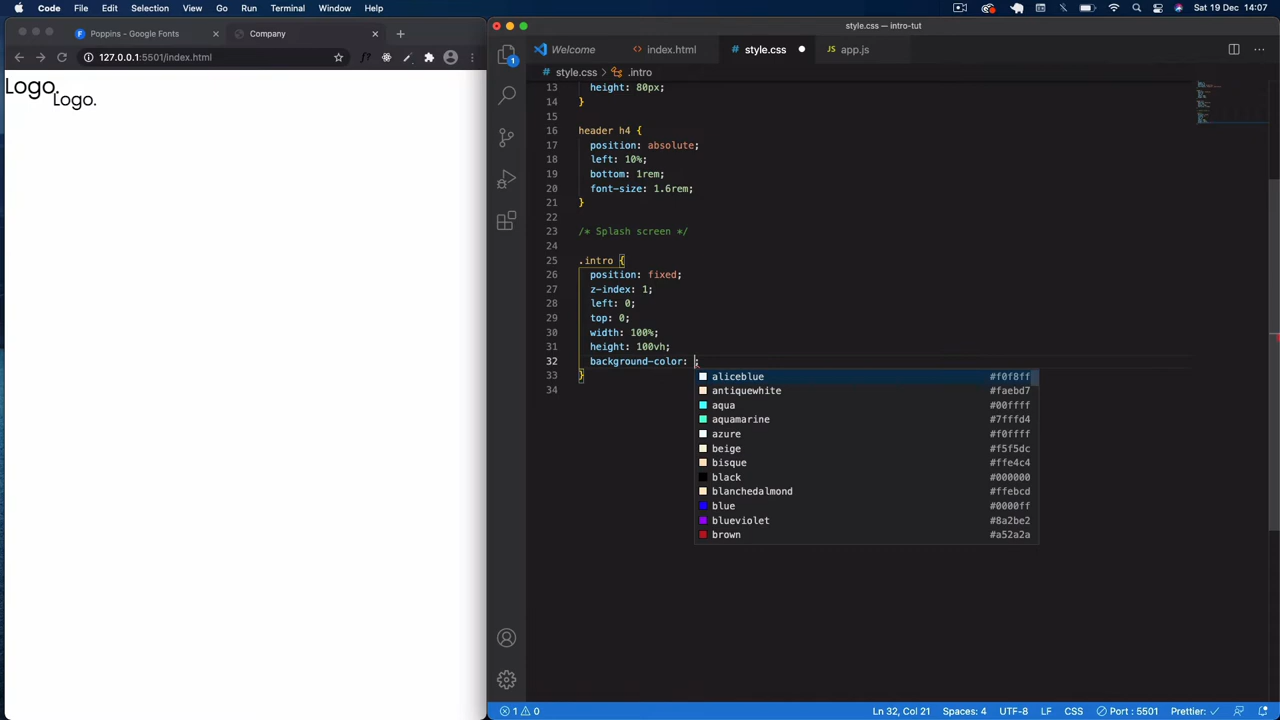 Chrome File Edit Selection View Go Run Terminal Window Help Sat 19 Dec 14:07
Poppins - Google Fonts
Company
127.0.0.1:5501/index.html
Logo.
Logo.
style.css — intro-tut
Welcome
index.html
style.css
app.js
style.css > .intro
1
13 height: 80px;
14 }
15
16 header h4 {
17 position: absolute;
18 left: 10%;
19 bottom: 1rem;
20 font-size: 1.6rem;
21 }
22
23 /* Splash screen */
24
25 .intro {
26 position: fixed;
27 z-index: 1;
28 left: 0;
29 top: 0;
30 width: 100%;
31 height: 100vh;
32 background-color: ;
33 }
34
aliceblue #f0f8ff
antiquewhite #faebd7
aqua #00ffff
aquamarine #7fffd4
azure #f0ffff
beige #f5f5dc
bisque #ffe4c4
black #000000
blanchedalmond #ffebcd
blue #0000ff
blueviolet #8a2be2
brown #a52a2a
1 0 Ln 32, Col 21 Spaces: 4 UTF-8 LF CSS Port : 5501 Prettier: ✓